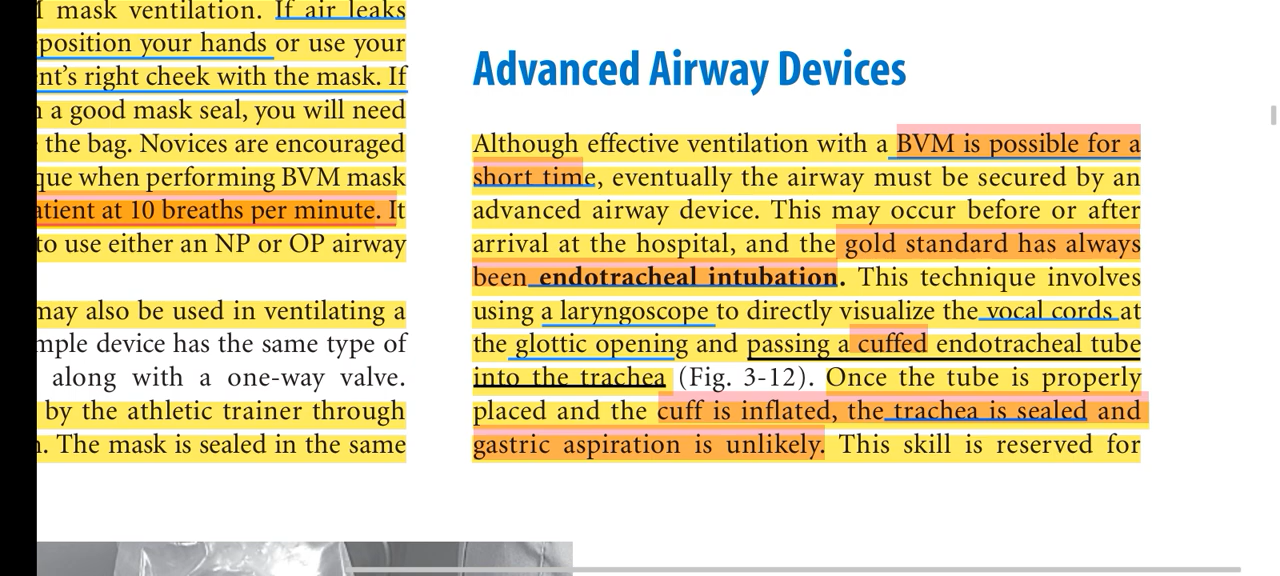 mask ventilation. If air leaks
position your hands or use your
right cheek with the mask. If
a good mask seal, you will need
the bag. Novices are encouraged
when performing BVM mask
at 10 breaths per minute. It
to use either an NP or OP airway
may also be used in ventilating a
device has the same type of
along with a one-way valve.
by the athletic trainer through
The mask is sealed in the same
Advanced Airway Devices
Although effective ventilation with a BVM is possible for a
short time, eventually the airway must be secured by an
advanced airway device. This may occur before or after
arrival at the hospital, and the gold standard has always
been endotracheal intubation. This technique involves
using a laryngoscope to directly visualize the vocal cords at
the glottic opening and passing a cuffed endotracheal tube
into the trachea (Fig. 3-12). Once the tube is properly
placed and the cuff is inflated, the trachea is sealed and
gastric aspiration is unlikely. This skill is reserved for